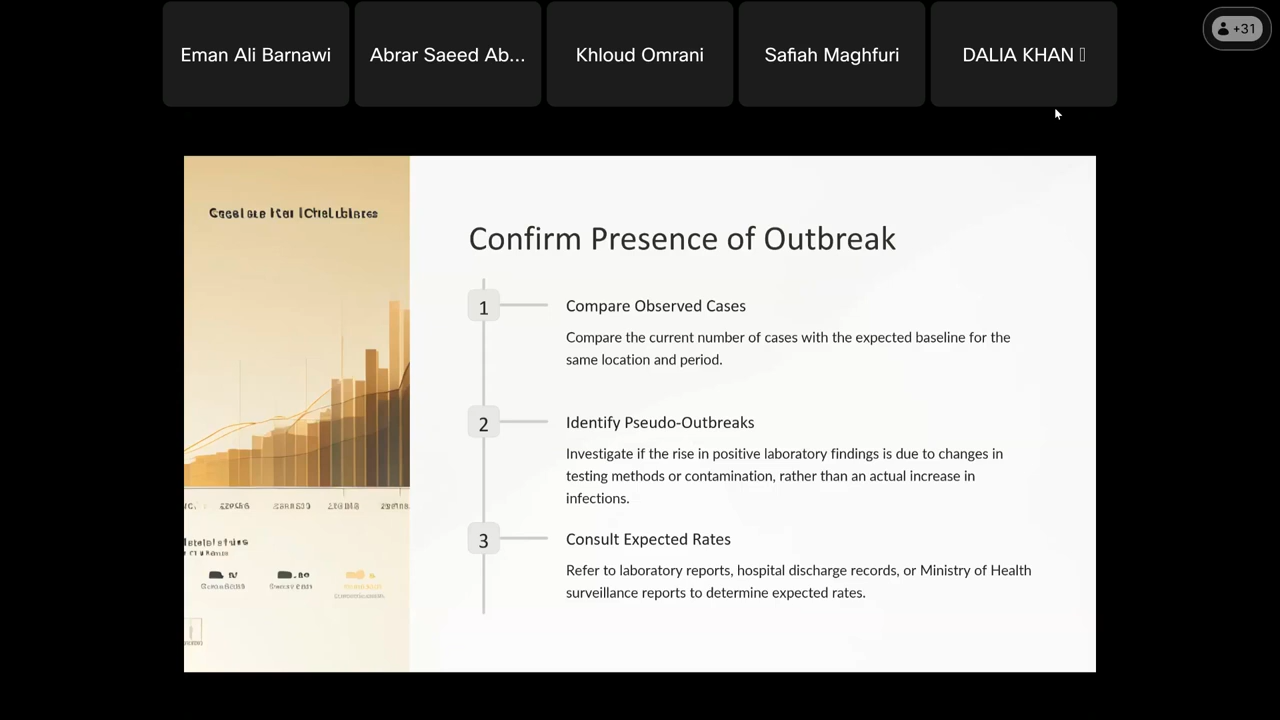 Eman Ali Barnawi
Abrar Saeed Ab...
Khloud Omrani
Safiah Maghfuri
DALIA KHAN
+31
Confirm Presence of Outbreak
1
Compare Observed Cases
Compare the current number of cases with the expected baseline for the
same location and period.
2
Identify Pseudo-Outbreaks
Investigate if the rise in positive laboratory findings is due to changes in
testing methods or contamination, rather than an actual increase in
infections.
3
Consult Expected Rates
Refer to laboratory reports, hospital discharge records, or Ministry of Health
surveillance reports to determine expected rates.